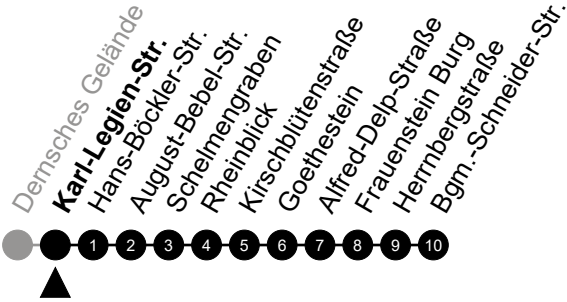 Dernsches Gelände
Karl-Legien-Str.
Hans-Böckler-Str.
August-Bebel-Str.
Schelmengraben
Rheinblick
Kirschblütenstraße
Goethestein
Alfred-Delp-Straße
Frauenstein Burg
Herrnbergstraße
Bgm.-Schneider-Str.
1 2 3 4 5 6 7 8 9 10